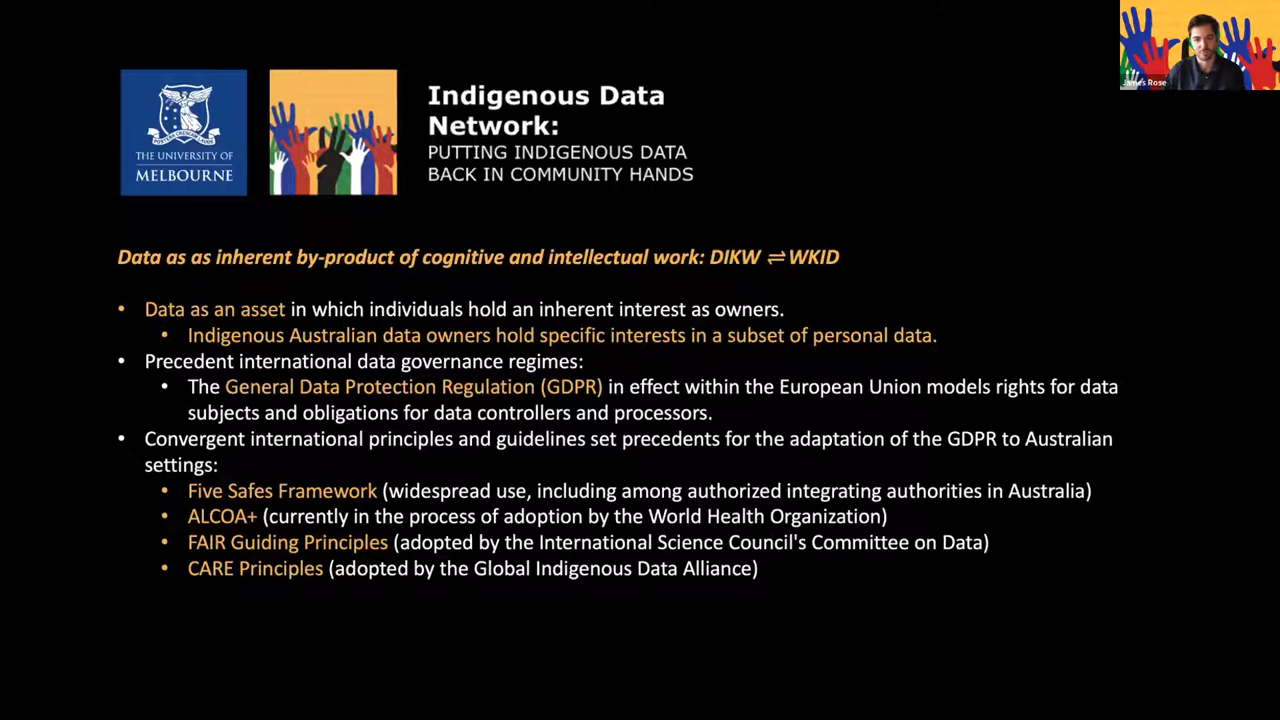 James Rose
THE UNIVERSITY OF
MELBOURNE
Indigenous Data
Network:
PUTTING INDIGENOUS DATA
BACK IN COMMUNITY HANDS
Data as as inherent by-product of cognitive and intellectual work: DIKW ⇌ WKID
• Data as an asset in which individuals hold an inherent interest as owners.
• Indigenous Australian data owners hold specific interests in a subset of personal data.
• Precedent international data governance regimes:
• The General Data Protection Regulation (GDPR) in effect within the European Union models rights for data
subjects and obligations for data controllers and processors.
• Convergent international principles and guidelines set precedents for the adaptation of the GDPR to Australian
settings:
• Five Safes Framework (widespread use, including among authorized integrating authorities in Australia)
• ALCOA+ (currently in the process of adoption by the World Health Organization)
• FAIR Guiding Principles (adopted by the International Science Council's Committee on Data)
• CARE Principles (adopted by the Global Indigenous Data Alliance)